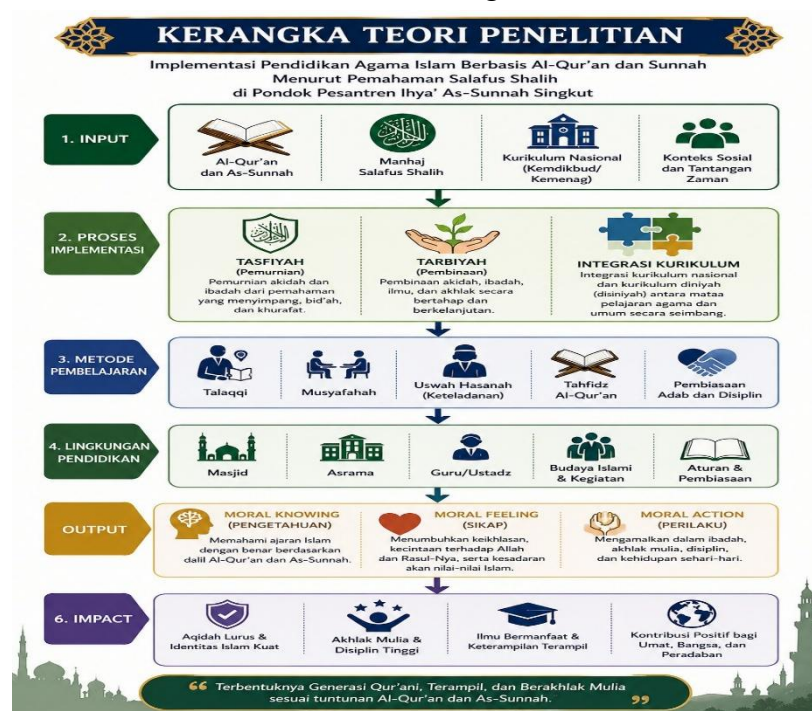 KERANGKA TEORI PENELITIAN
Implementasi Pendidikan Agama Islam Berbasis Al-Qur'an dan Sunnah
Menurut Pemahaman Salafus Shalih
di Pondok Pesantren Ihya' As-Sunnah Singkut
1. INPUT
Al-Qur'an
dan As-Sunnah
Manhaj
Salafus Shalih
Kurikulum Nasional
(Kemdikbud/
Kemenag)
Konteks Sosial
dan Tantangan
Zaman
2. PROSES
IMPLEMENTASI
TASFIYAH
(Pemurnian)
Pemurnian akidah dan
ibadah dari pemahaman
yang menyimpang, bid'ah,
dan khurafat.
TARBIYAH
(Pembinaan)
Pembinaan akidah, ibadah,
ilmu, dan akhlak secara
bertahap dan
berkelanjutan.
INTEGRASI KURIKULUM
Integrasi kurikulum nasional
dan kurikulum diniyah
(disiniyah) antara mataa
pelajaran agama dan
umum secara seimbang.
3. METODE
PEMBELAJARAN
Talaqqi
Musyafahah
Uswah Hasanah
(Keteladanan)
Tahfidz
Al-Qur'an
Pembiasaan
Adab dan Disiplin
4. LINGKUNGAN
PENDIDIKAN
Masjid
Asrama
Guru/Ustadz
Budaya Islami
& Kegiatan
Aturan &
Pembiasaan
OUTPUT
MORAL KNOWING
(PENGETAHUAN)
Memahami ajaran Islam
dengan benar berdasarkan
dalil Al-Qur'an dan As-Sunnah.
MORAL FEELING
(SIKAP)
Menumbuhkan keikhlasan,
kecintaan terhadap Allah
dan Rasul-Nya, serta kesadaran
akan nilai-nilai Islam.
MORAL ACTION
(PERILAKU)
Mengamalkan dalam ibadah,
akhlak mulia, disiplin,
dan kehidupan sehari-hari.
6. IMPACT
Aqidah Lurus &
Identitas Islam Kuat
Akhlak Mulia &
Disiplin Tinggi
Ilmu Bermanfaat &
Keterampilan Terampil
Kontribusi Positif bagi
Umat, Bangsa, dan
Peradaban
“ Terbentuknya Generasi Qur'ani, Terampil, dan Berakhlak Mulia
sesuai tuntunan Al-Qur'an dan As-Sunnah. ”